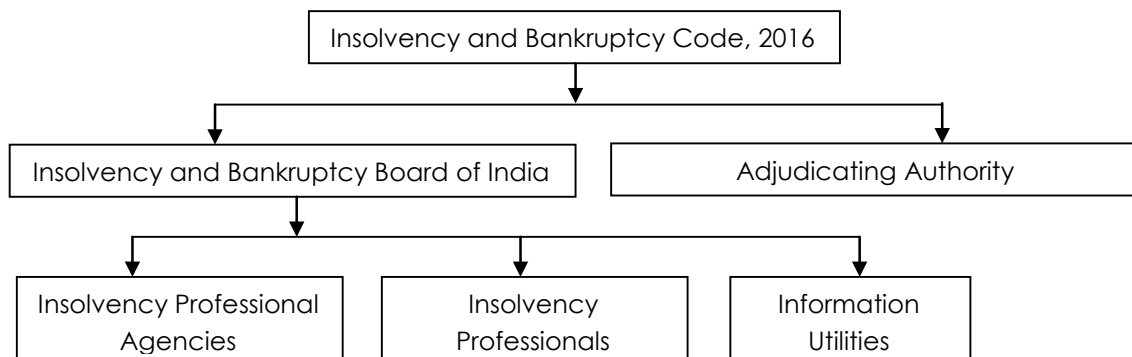 Insolvency and Bankruptcy Code, 2016
Insolvency and Bankruptcy Board of India
Adjudicating Authority
Insolvency Professional
Agencies
Insolvency
Professionals
Information
Utilities